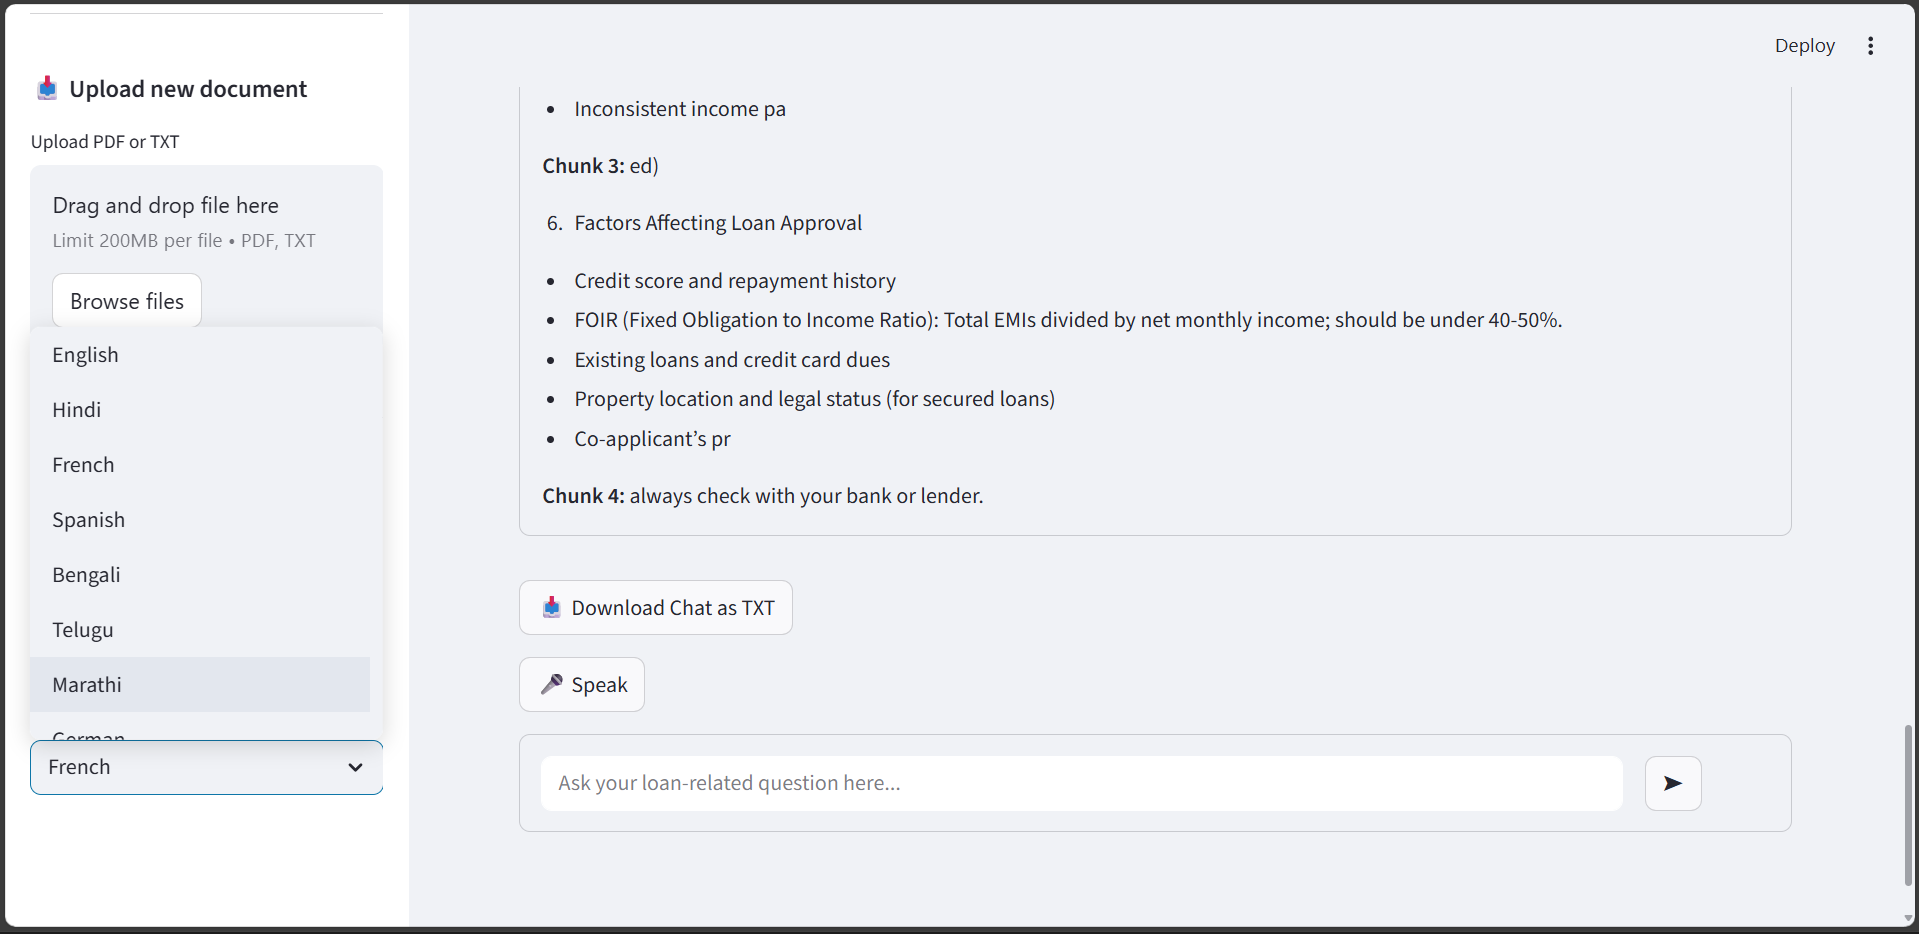 Upload new document
Upload PDF or TXT
Drag and drop file here
Limit 200MB per file • PDF, TXT
Browse files
English
Hindi
French
Spanish
Bengali
Telugu
Marathi
German
French
Deploy
• Inconsistent income pa
Chunk 3: ed)
6. Factors Affecting Loan Approval
• Credit score and repayment history
• FOIR (Fixed Obligation to Income Ratio): Total EMIs divided by net monthly income; should be under 40-50%.
• Existing loans and credit card dues
• Property location and legal status (for secured loans)
• Co-applicant’s pr
Chunk 4: always check with your bank or lender.
Download Chat as TXT
Speak
Ask your loan-related question here...